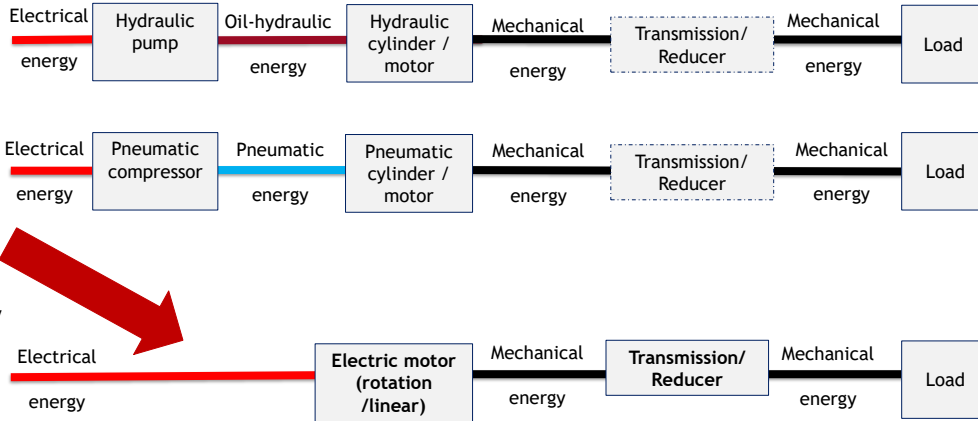 Electrical
energy
Hydraulic
pump
Oil-hydraulic
energy
Hydraulic
cylinder /
motor
Mechanical
energy
Transmission/
Reducer
Mechanical
energy
Load
Electrical
energy
Pneumatic
compressor
Pneumatic
energy
Pneumatic
cylinder /
motor
Mechanical
energy
Transmission/
Reducer
Mechanical
energy
Load
Electrical
energy
Electric motor
(rotation
/linear)
Mechanical
energy
Transmission/
Reducer
Mechanical
energy
Load